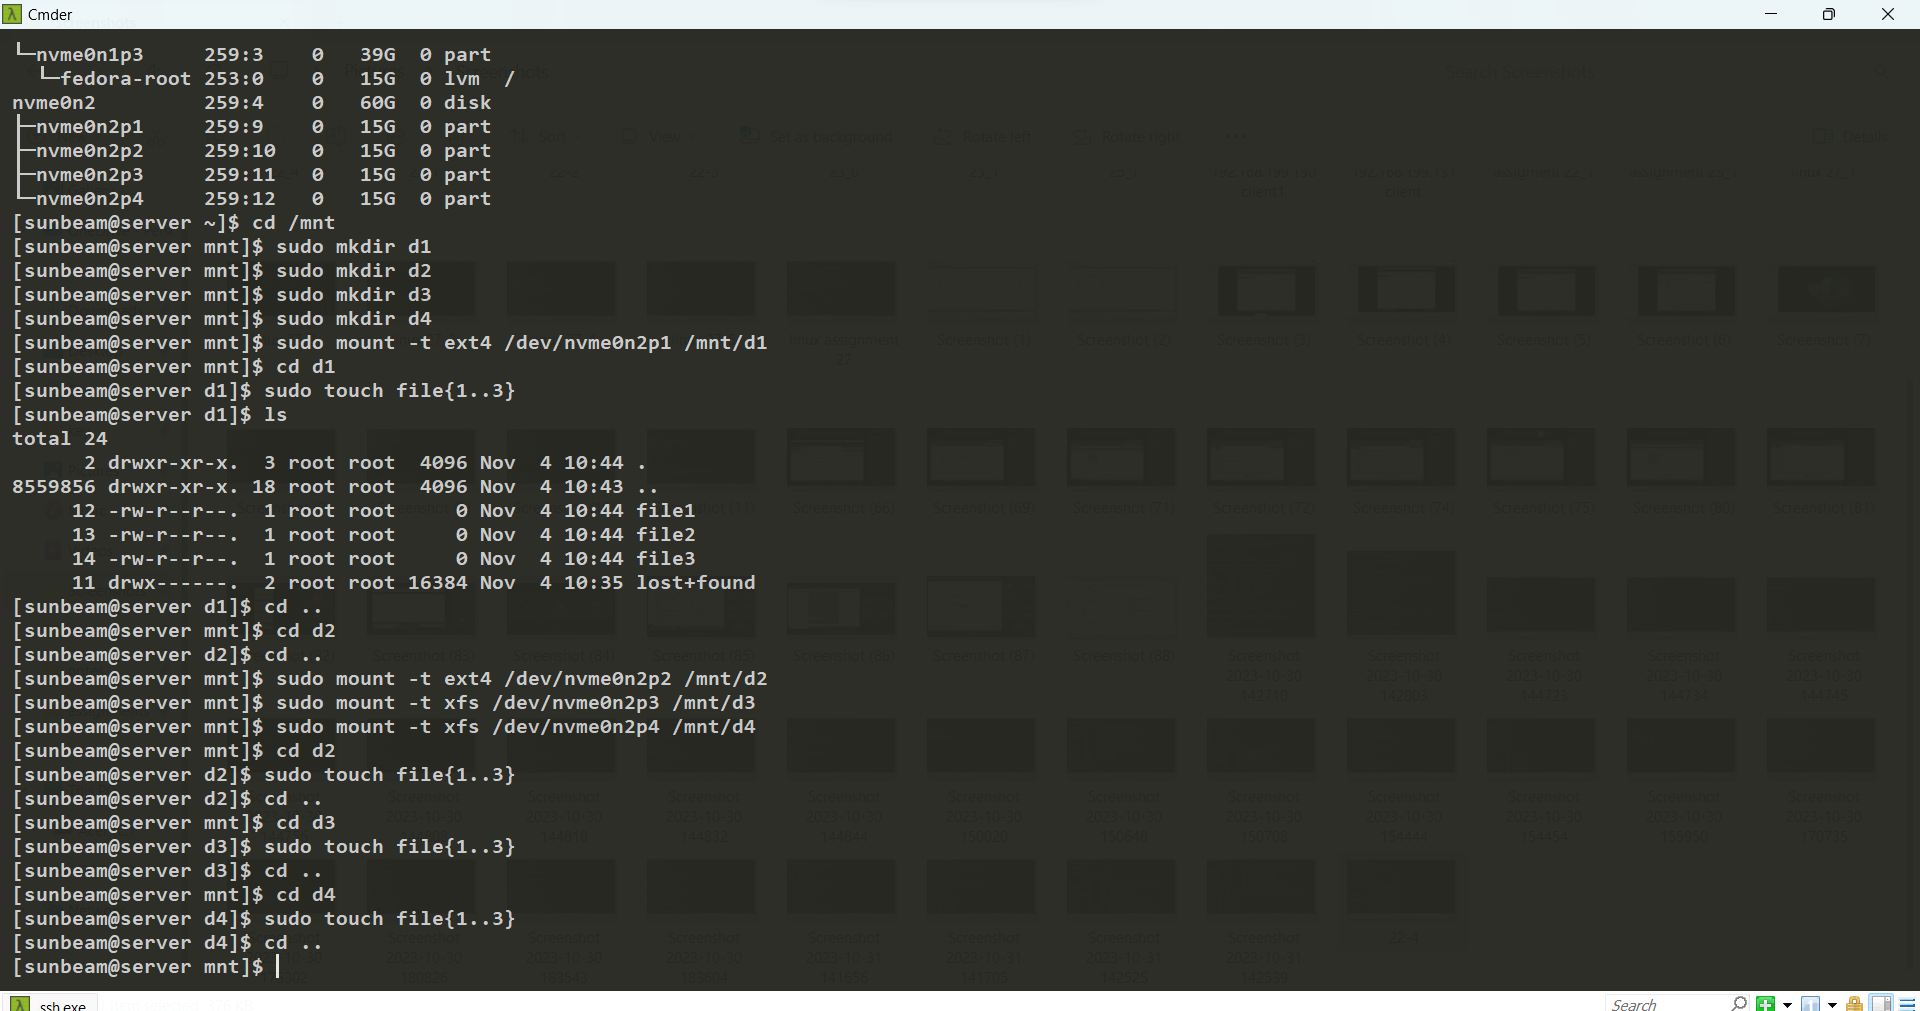 Cmder
└─nvme0n1p3     259:3    0   39G  0 part
  └─fedora-root 253:0    0   15G  0 lvm  /
nvme0n2         259:4    0   60G  0 disk
├─nvme0n2p1     259:9    0   15G  0 part
├─nvme0n2p2     259:10   0   15G  0 part
├─nvme0n2p3     259:11   0   15G  0 part
└─nvme0n2p4     259:12   0   15G  0 part
[sunbeam@server ~]$ cd /mnt
[sunbeam@server mnt]$ sudo mkdir d1
[sunbeam@server mnt]$ sudo mkdir d2
[sunbeam@server mnt]$ sudo mkdir d3
[sunbeam@server mnt]$ sudo mkdir d4
[sunbeam@server mnt]$ sudo mount -t ext4 /dev/nvme0n2p1 /mnt/d1
[sunbeam@server mnt]$ cd d1
[sunbeam@server d1]$ sudo touch file{1..3}
[sunbeam@server d1]$ ls
total 24
      2 drwxr-xr-x.  3 root root  4096 Nov  4 10:44 .
8559856 drwxr-xr-x. 18 root root  4096 Nov  4 10:43 ..
     12 -rw-r--r--.  1 root root     0 Nov  4 10:44 file1
     13 -rw-r--r--.  1 root root     0 Nov  4 10:44 file2
     14 -rw-r--r--.  1 root root     0 Nov  4 10:44 file3
     11 drwx------.  2 root root 16384 Nov  4 10:35 lost+found
[sunbeam@server d1]$ cd ..
[sunbeam@server mnt]$ cd d2
[sunbeam@server d2]$ cd ..
[sunbeam@server mnt]$ sudo mount -t ext4 /dev/nvme0n2p2 /mnt/d2
[sunbeam@server mnt]$ sudo mount -t xfs /dev/nvme0n2p3 /mnt/d3
[sunbeam@server mnt]$ sudo mount -t xfs /dev/nvme0n2p4 /mnt/d4
[sunbeam@server mnt]$ cd d2
[sunbeam@server d2]$ sudo touch file{1..3}
[sunbeam@server d2]$ cd ..
[sunbeam@server mnt]$ cd d3
[sunbeam@server d3]$ sudo touch file{1..3}
[sunbeam@server d3]$ cd ..
[sunbeam@server mnt]$ cd d4
[sunbeam@server d4]$ sudo touch file{1..3}
[sunbeam@server d4]$ cd ..
[sunbeam@server mnt]$
ssh.exe
Search